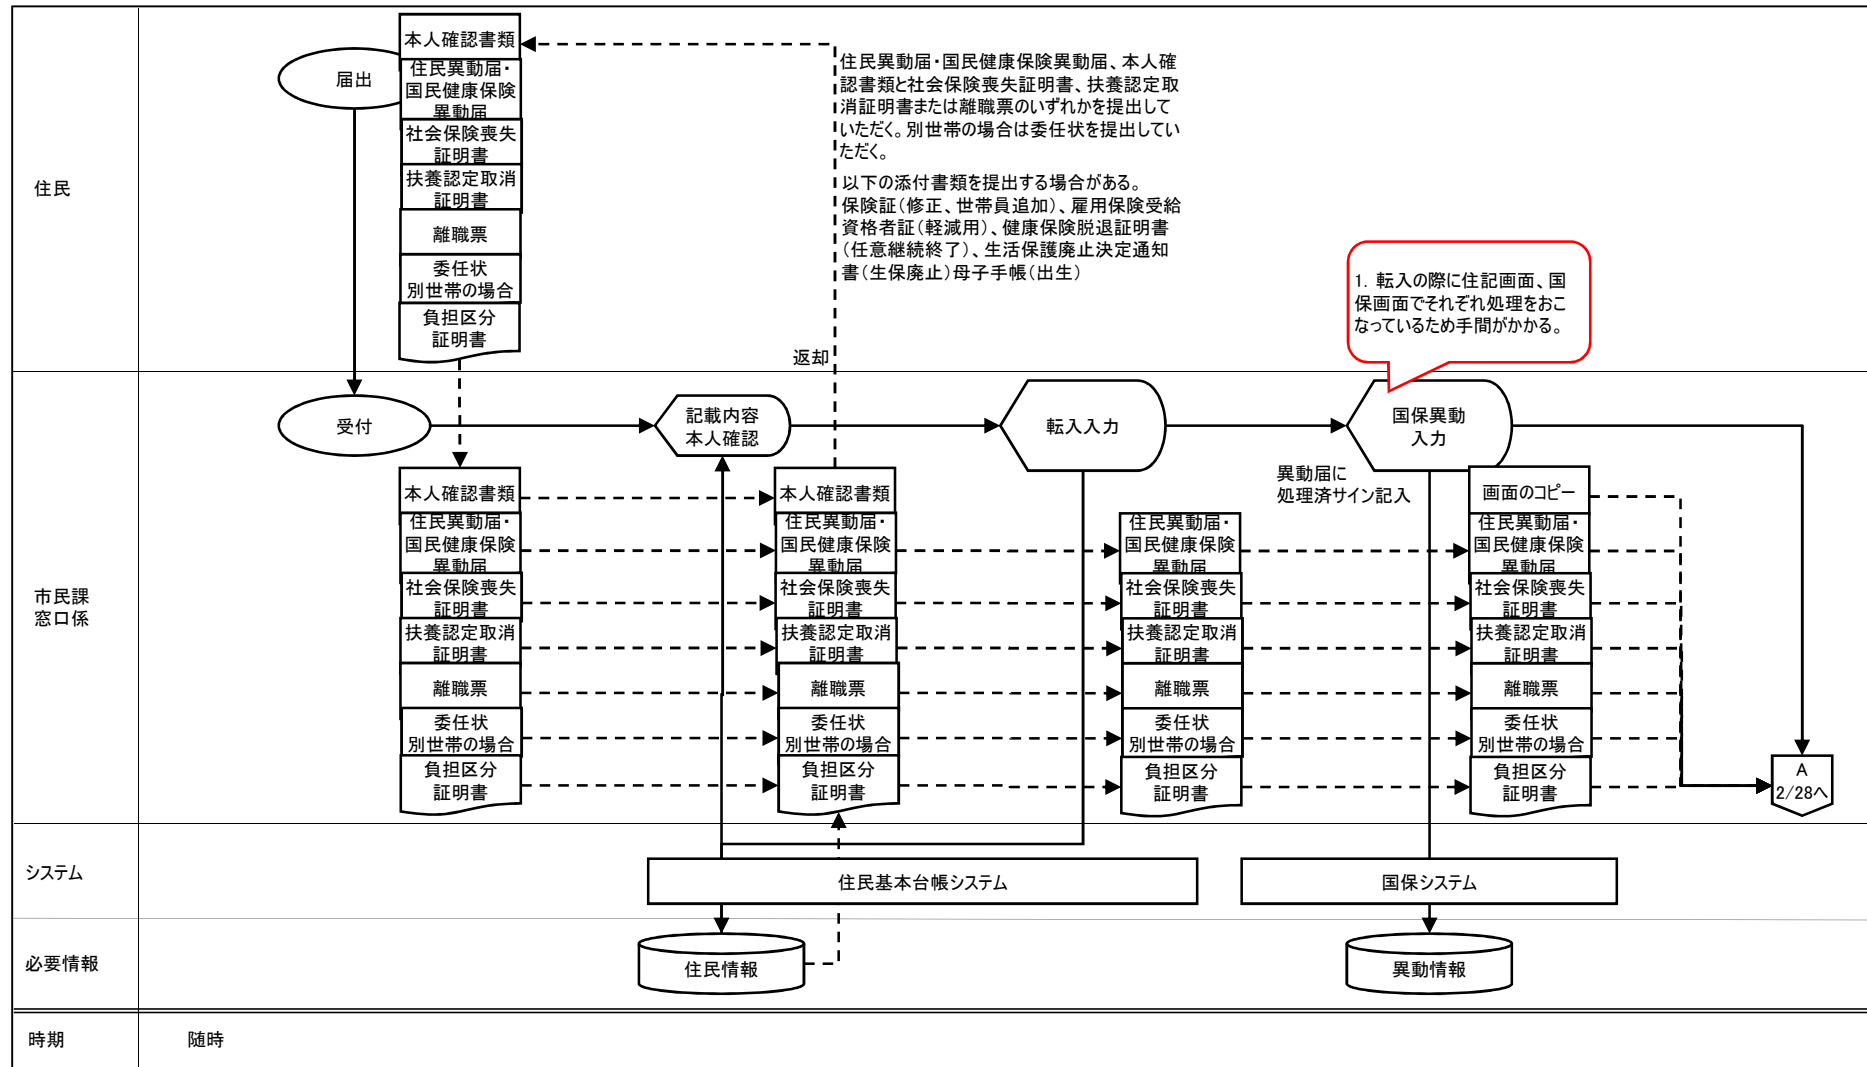 住民
届出
本人確認書類
住民異動届・
国民健康保険
異動届
社会保険喪失
証明書
扶養認定取消
証明書
離職票
委任状
別世帯の場合
負担区分
証明書
返却
住民異動届・国民健康保険異動届、本人確
認書類と社会保険喪失証明書、扶養認定取
消証明書または離職票のいずれかを提出して
いただく。別世帯の場合は委任状を提出してい
ただく。
以下の添付書類を提出する場合がある。
保険証（修正、世帯員追加）、雇用保険受給
資格者証（軽減用）、健康保険脱退証明書
（任意継続終了）、生活保護廃止決定通知
書（生保廃止）母子手帳（出生）
1. 転入の際に住記画面、国
保画面でそれぞれ処理をおこ
なっているため手間がかかる。
市民課
窓口係
受付
記載内容
本人確認
転入入力
国保異動
入力
異動届に
処理済サイン記入
本人確認書類
住民異動届・
国民健康保険
異動届
社会保険喪失
証明書
扶養認定取消
証明書
離職票
委任状
別世帯の場合
負担区分
証明書
本人確認書類
住民異動届・
国民健康保険
異動届
社会保険喪失
証明書
扶養認定取消
証明書
離職票
委任状
別世帯の場合
負担区分
証明書
住民異動届・
国民健康保険
異動届
社会保険喪失
証明書
扶養認定取消
証明書
離職票
委任状
別世帯の場合
負担区分
証明書
画面のコピー
住民異動届・
国民健康保険
異動届
社会保険喪失
証明書
扶養認定取消
証明書
離職票
委任状
別世帯の場合
負担区分
証明書
A
2/28へ
システム
住民基本台帳システム
国保システム
必要情報
住民情報
異動情報
時期
随時